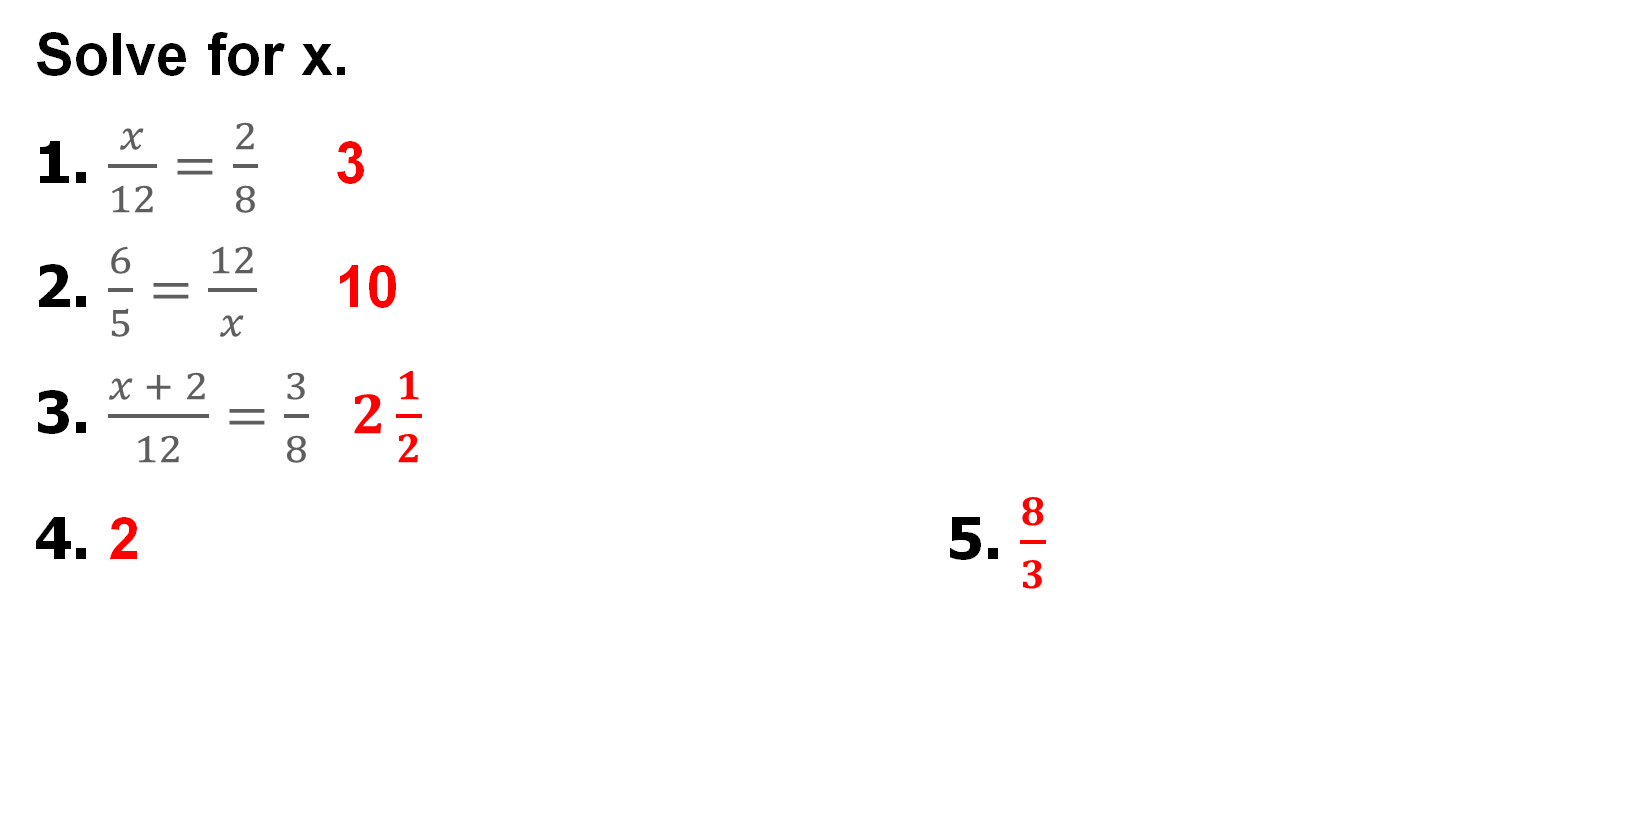 Solve for x.
1. x/12 = 2/8 3
2. 6/5 = 12/x 10
3. x + 2/12 = 3/8 2 1/2
4. 2 5. 8/3